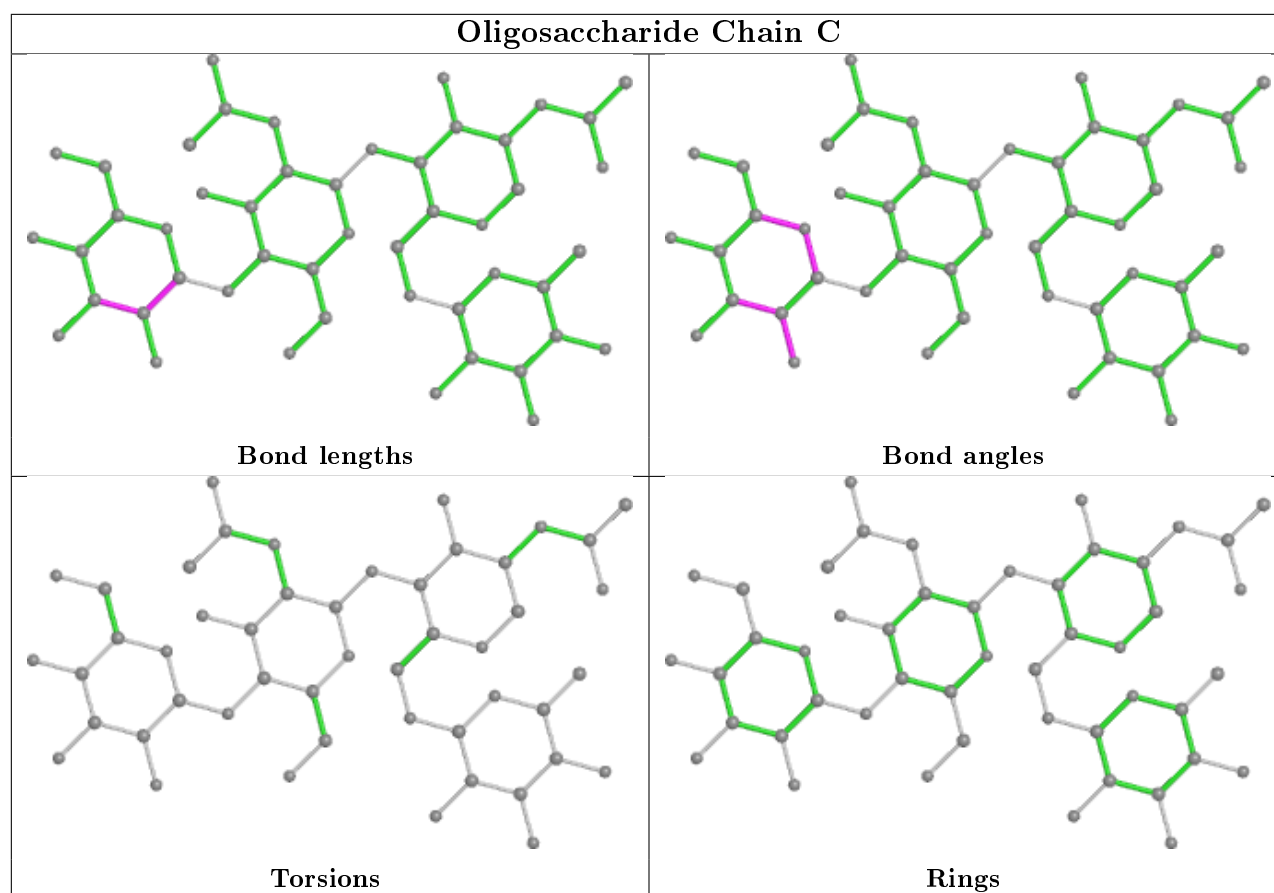 Oligosaccharide Chain C
Bond lengths
Bond angles
Torsions
Rings